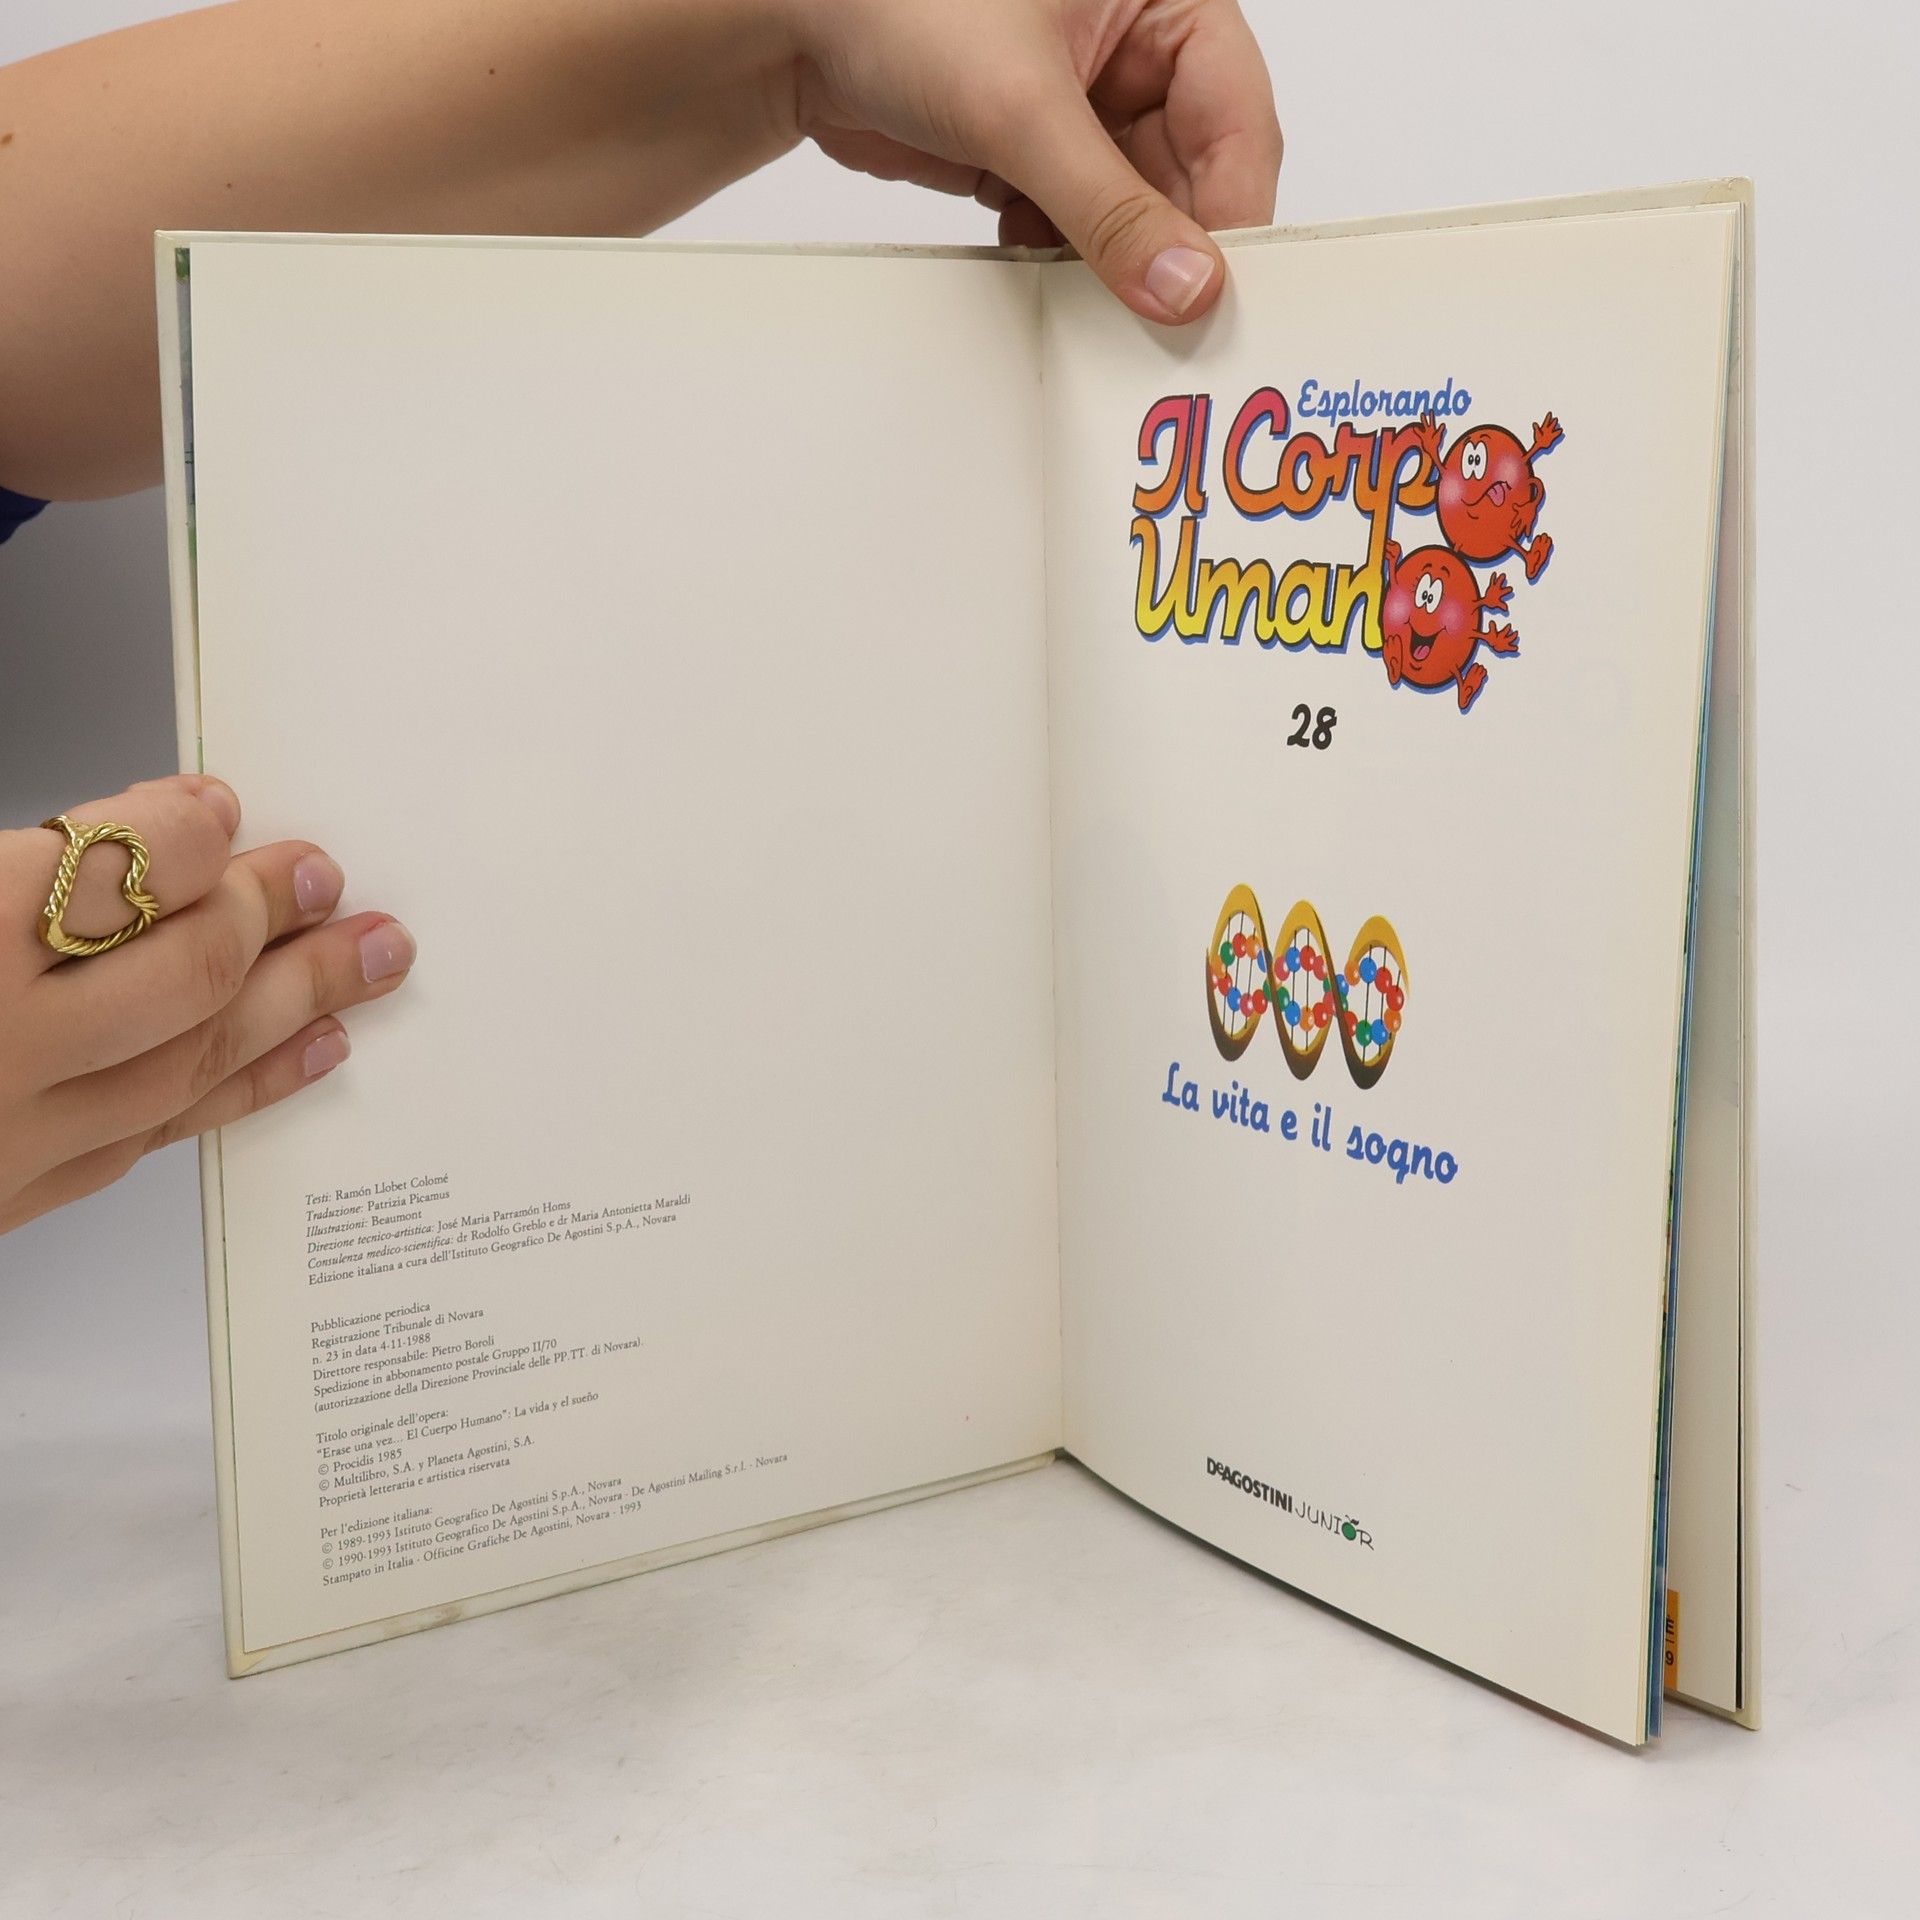 Testi: Ramón Llobet Colomé
Traduzione: Patrizia Picamus
Illustrazioni: Beaumont
Direzione tecnico-artistica: José Maria Parramón Homs
Consulenza medico-scientifica: dr Rodolfo Greblo e dr Maria Antonietta Maraldi
Edizione italiana a cura dell'Istituto Geografico De Agostini S.p.A., Novara
Pubblicazione periodica
Registrazione Tribunale di Novara
n. 23 in data 4-11-1988
Direttore responsabile: Pietro Boroli
Spedizione in abbonamento postale Gruppo II/70
(autorizzazione della Direzione Provinciale delle PP.TT. di Novara).
Titolo originale dell'opera:
"Erase una vez... El Cuerpo Humano": La vida y el sueño
© Procidis 1985
© Multilibro, S.A. y Planeta Agostini, S.A.
Proprietà letteraria e artistica riservata
Per l'edizione italiana:
© 1989-1993 Istituto Geografico De Agostini S.p.A., Novara
© 1990-1993 Istituto Geografico De Agostini S.p.A., Novara - De Agostini Mailing S.r.l. - Novara
Stampato in Italia - Officine Grafiche De Agostini, Novara - 1993
Esplorando
Il Corpo
Umano
28
La vita e il sogno
DeAGOSTINI JUNIOR